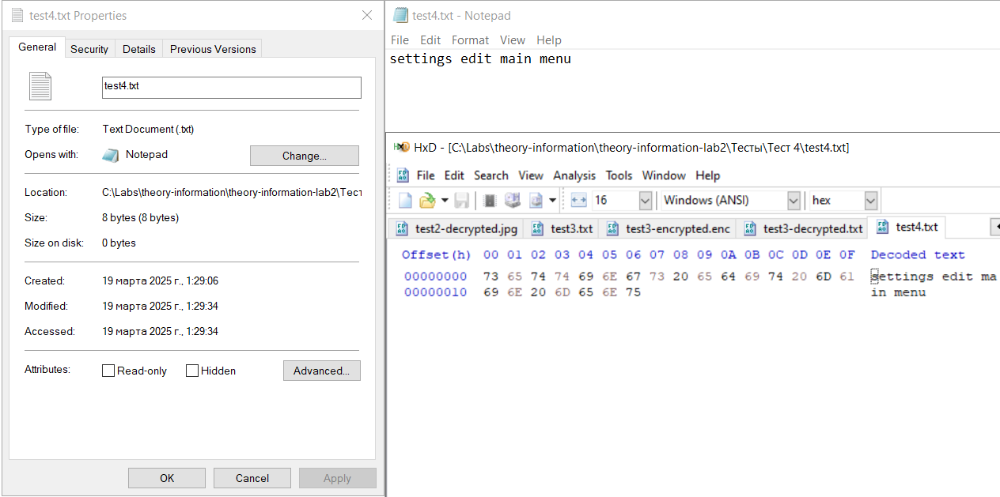 test4.txt Properties
General Security Details Previous Versions
test4.txt
Type of file: Text Document (.txt)
Opens with: Notepad Change...
Location: C:\Labs\theory-information\theory-information-lab2\Тест
Size: 8 bytes (8 bytes)
Size on disk: 0 bytes
Created: 19 марта 2025 г., 1:29:06
Modified: 19 марта 2025 г., 1:29:34
Accessed: 19 марта 2025 г., 1:29:34
Attributes: Read-only Hidden Advanced...
OK Cancel Apply
test4.txt - Notepad
File Edit Format View Help
settings edit main menu
HxD - [C:\Labs\theory-information\theory-information-lab2\Тесты\Тест 4\test4.txt]
File Edit Search View Analysis Tools Window Help
16 Windows (ANSI) hex
test2-decrypted.jpg test3.txt test3-encrypted.enc test3-decrypted.txt test4.txt
Offset(h) 00 01 02 03 04 05 06 07 08 09 0A 0B 0C 0D 0E 0F Decoded text
00000000 73 65 74 74 69 6E 67 73 20 65 64 69 74 20 6D 61 settings edit ma
00000010 69 6E 20 6D 65 6E 75 in menu